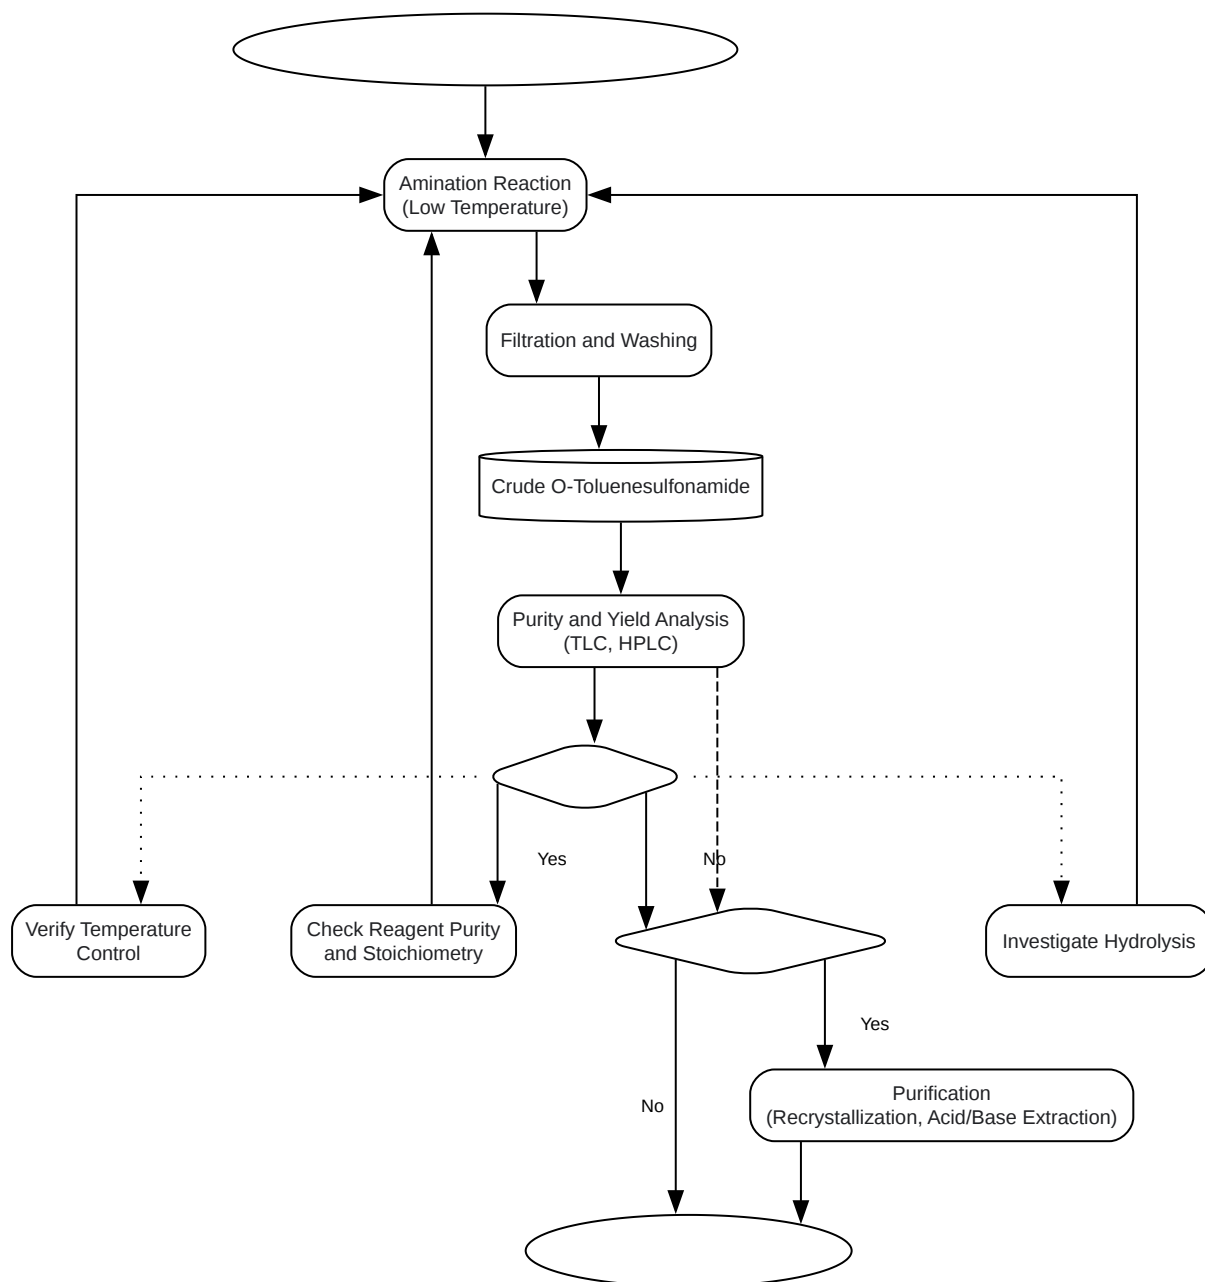 Amination Reaction
(Low Temperature)
Filtration and Washing
Crude O-Toluenesulfonamide
Purity and Yield Analysis
(TLC, HPLC)
Yes
No
Verify Temperature
Control
Check Reagent Purity
and Stoichiometry
Investigate Hydrolysis
Yes
Purification
(Recrystallization, Acid/Base Extraction)
No